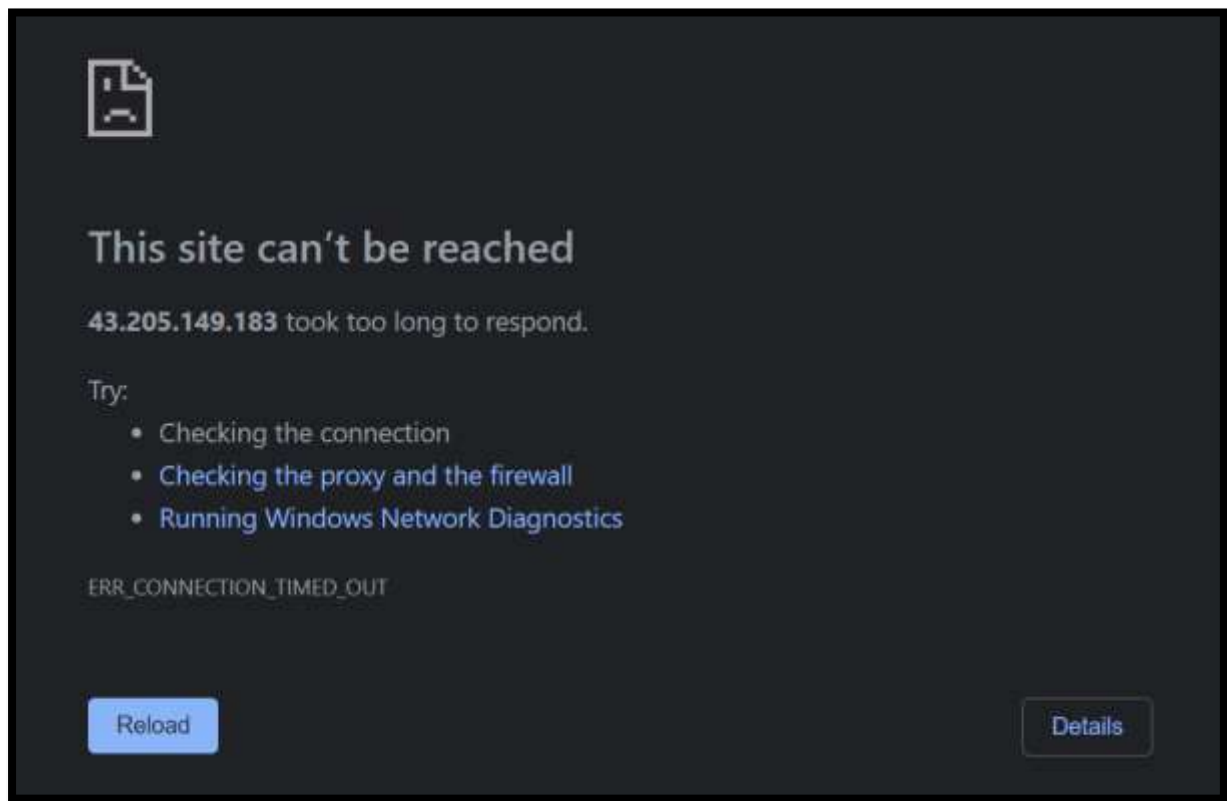 This site can't be reached
43.205.149.183 took too long to respond.
Try:
• Checking the connection
• Checking the proxy and the firewall
• Running Windows Network Diagnostics
ERR_CONNECTION_TIMED_OUT
Reload
Details